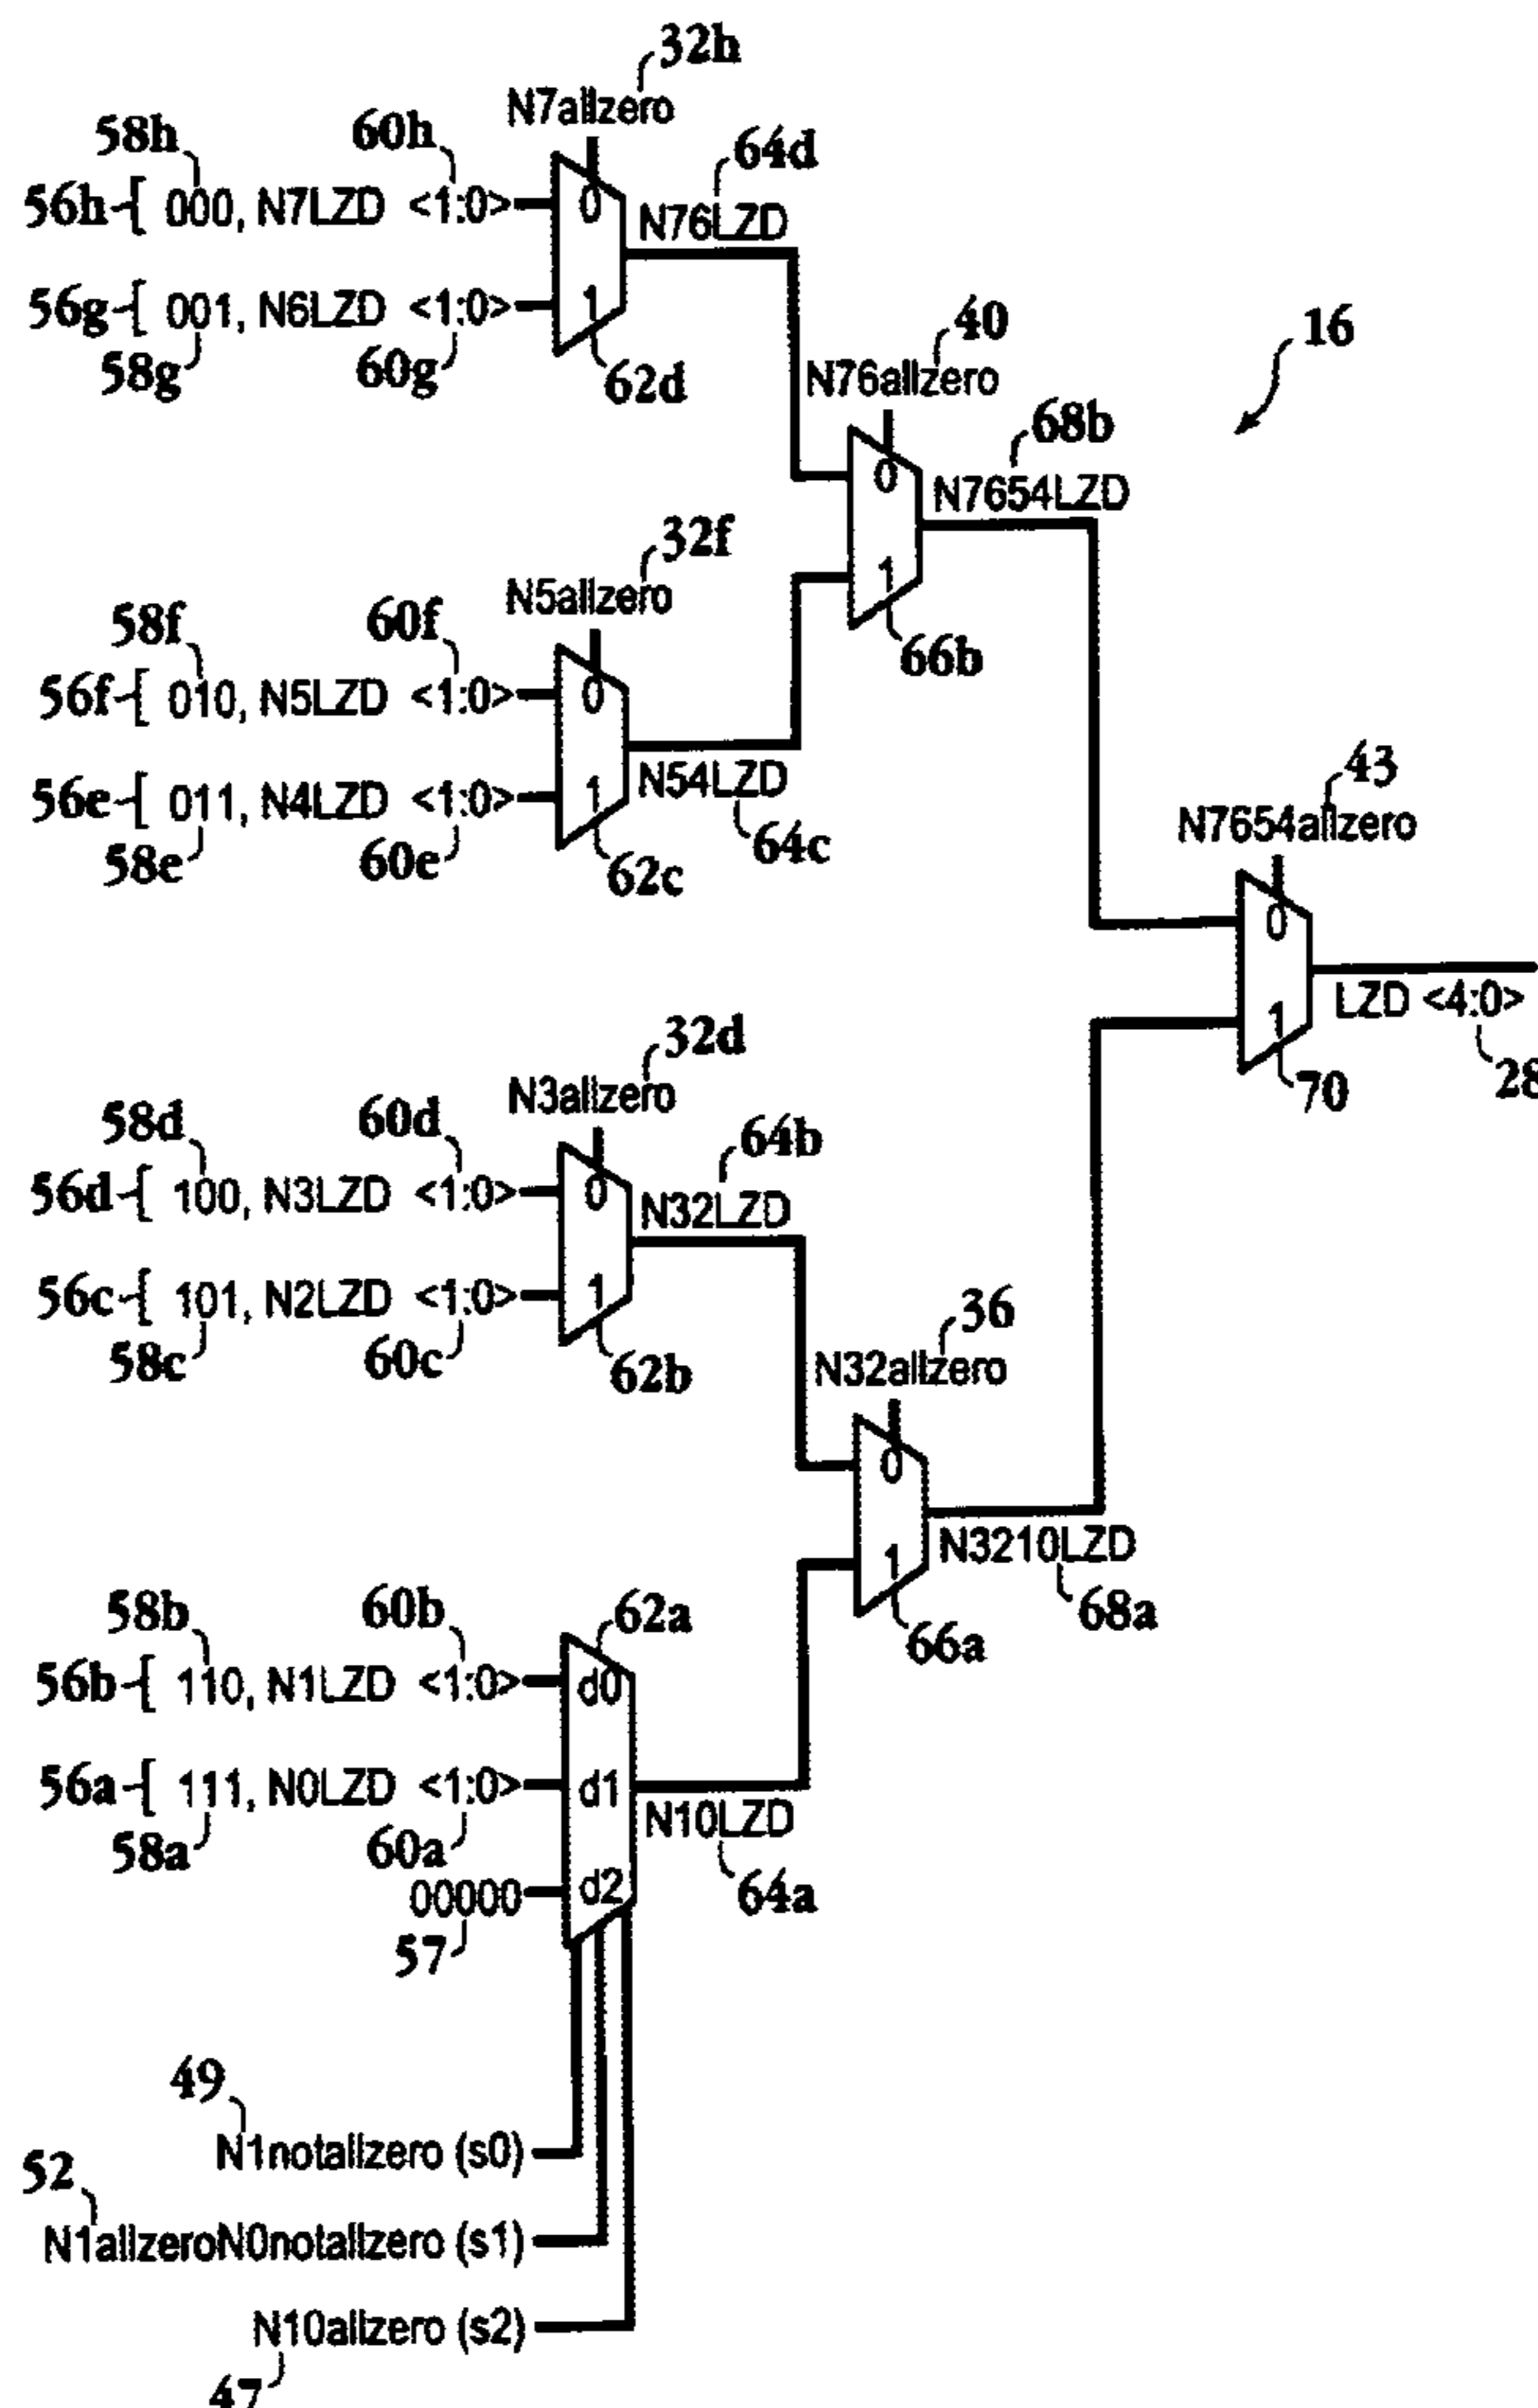 32h
N7allzero
58h
60h
64d
56h { 000, N7LZD <1:0>
0
N76LZD
56g { 001, N6LZD <1:0>
1
58g
60g
62d
40
N76allzero
16
68b
0
N7654LZD
32f
N5allzero
58f
60f
1
66b
56f { 010, N5LZD <1:0>
0
43
N7654allzero
56e { 011, N4LZD <1:0>
1
N54LZD
64c
58e
60e
62c
0
LZD <4:0>
1
28
70
32d
N3allzero
58d
60d
64b
56d { 100, N3LZD <1:0>
0
N32LZD
56c { 101, N2LZD <1:0>
1
58c
60c
62b
36
N32allzero
0
N3210LZD
1
68a
66a
58b
60b
62a
56b { 110, N1LZD <1:0>
d0
56a { 111, N0LZD <1:0>
d1
N10LZD
58a
60a
64a
00000
d2
57
49
N1notallzero (s0)
52
N1allzeroN0notallzero (s1)
N10allzero (s2)
47